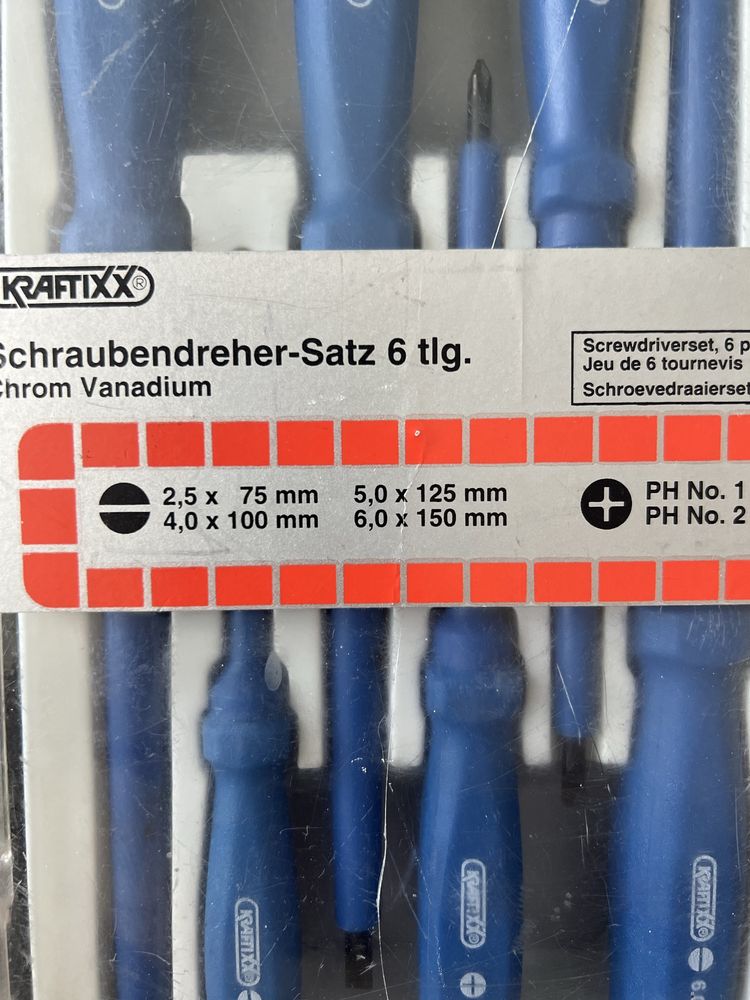 KRAFTIXX®
Schraubendreher-Satz 6 tlg.
Chrom Vanadium
Screwdriverset, 6 p
Jeu de 6 tournevis
Schroevedraaierset
2,5 x 75 mm 5,0 x 125 mm
4,0 x 100 mm 6,0 x 150 mm
PH No. 1
PH No. 2
KRAFTIXX®
KRAFTIXX®
KRAFTIXX®
6,